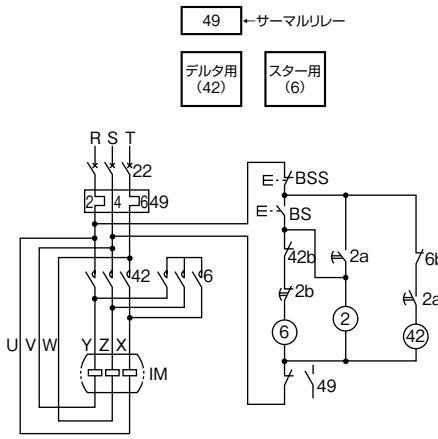 49 ←サーマルリレー
デルタ用
(42)
スター用
(6)
R S T
22
2 4 6 49
BSS
BS
42b
2a
6b
2b
2a
42 6
6
2
42
U V W Y Z X
IM
49